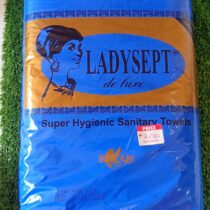 LADYSEPT
de luxe
Super Hygienic Sanitary Towels
PRICE